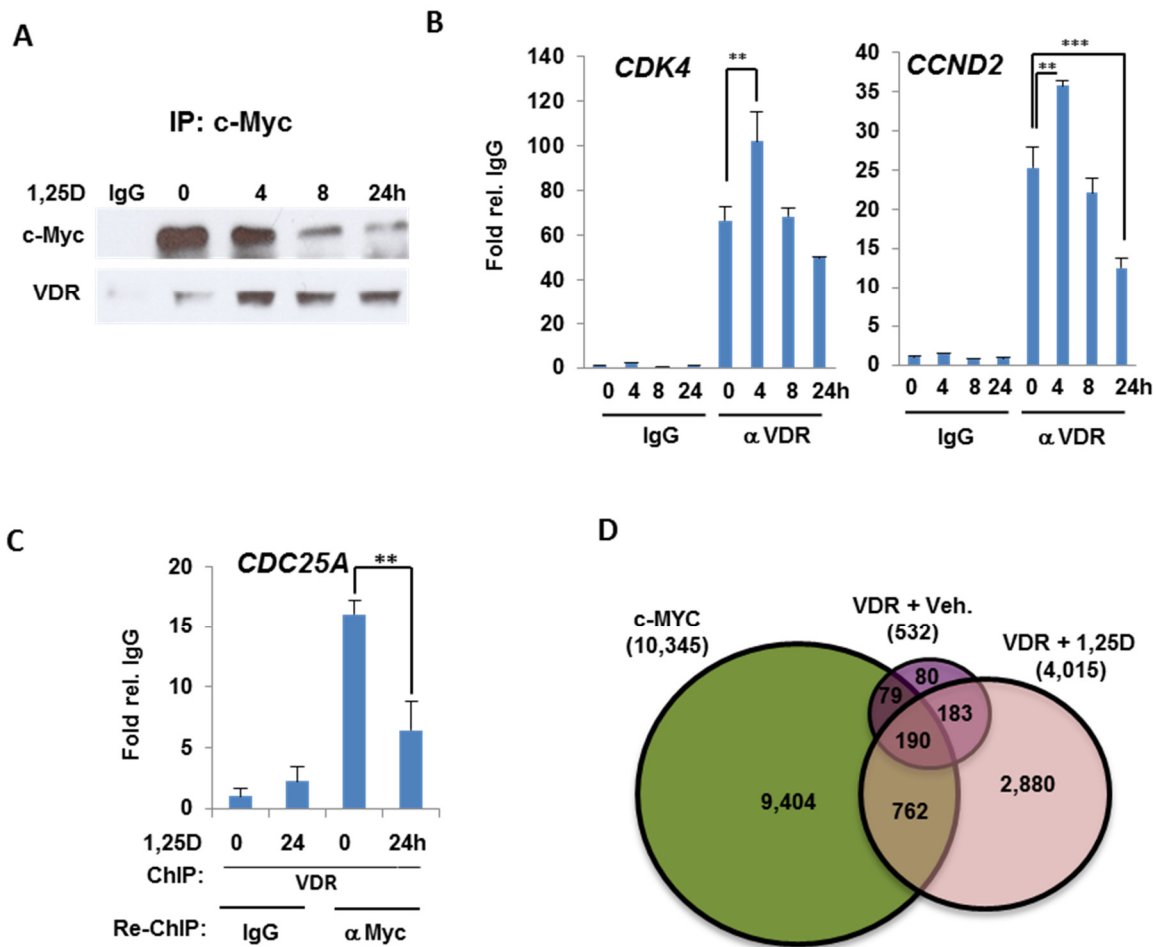 A
IP: c-Myc
1,25D IgG 0 4 8 24h
c-Myc
VDR
B
Fold rel. IgG
140
120
100
80
60
40
20
0
CDK4
**
0 4 8 24 0 4 8 24h
IgG α VDR
40
35
30
25
20
15
10
5
0
CCND2
***
**
0 4 8 24 0 4 8 24h
IgG α VDR
C
Fold rel. IgG
20
15
10
5
0
CDC25A
**
1,25D 0 24 0 24h
ChIP: VDR
Re-ChIP: IgG α Myc
D
c-MYC
(10,345)
VDR + Veh.
(532)
VDR + 1,25D
(4,015)
80
79
183
190
9,404
762
2,880